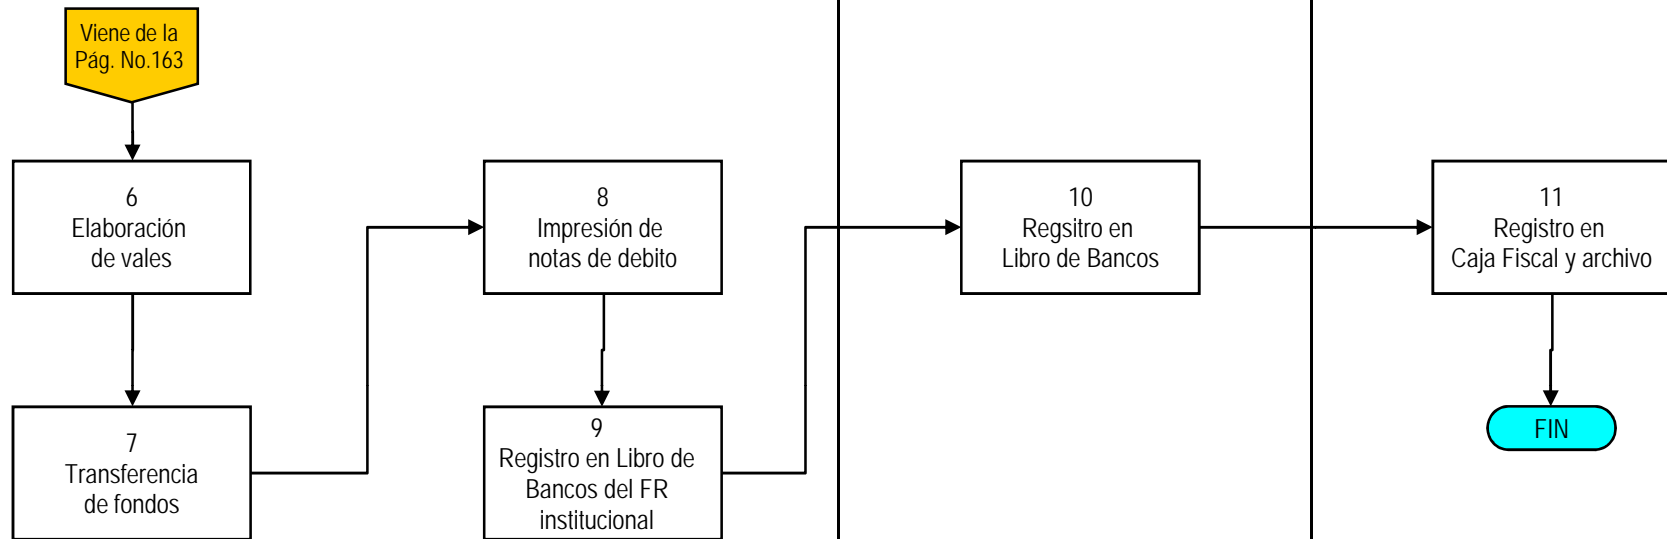 Viene de la
Pág. No.163
6
Elaboración
de vales
7
Transferencia
de fondos
8
Impresión de
notas de debito
9
Registro en Libro de
Bancos del FR
institucional
10
Regsitro en
Libro de Bancos
11
Registro en
Caja Fiscal y archivo
FIN